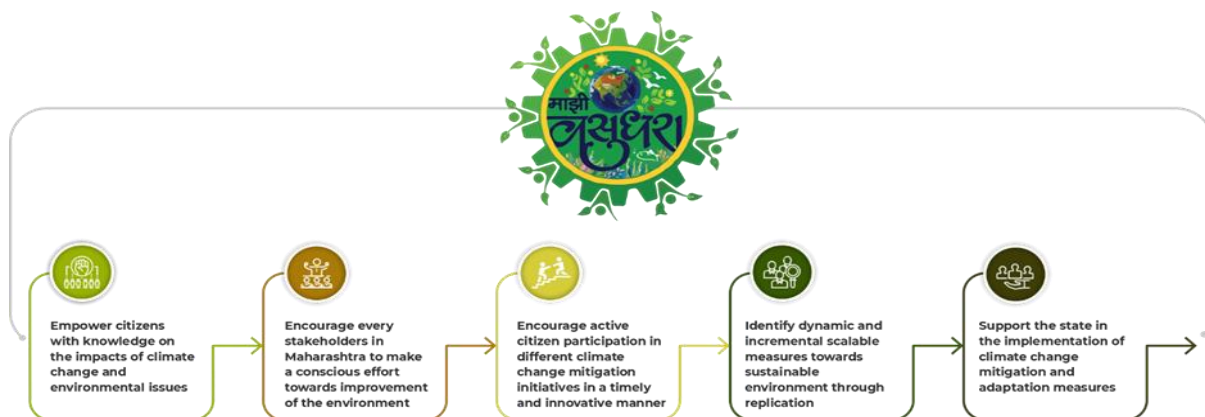 माझी
वसुंधरा
Empower citizens
with knowledge on
the impacts of climate
change and
environmental issues
Encourage every
stakeholders in
Maharashtra to make
a conscious effort
towards improvement
of the environment
Encourage active
citizen participation in
different climate
change mitigation
initiatives in a timely
and innovative manner
Identify dynamic and
incremental scalable
measures towards
sustainable
environment through
replication
Support the state in
the implementation of
climate change
mitigation and
adaptation measures